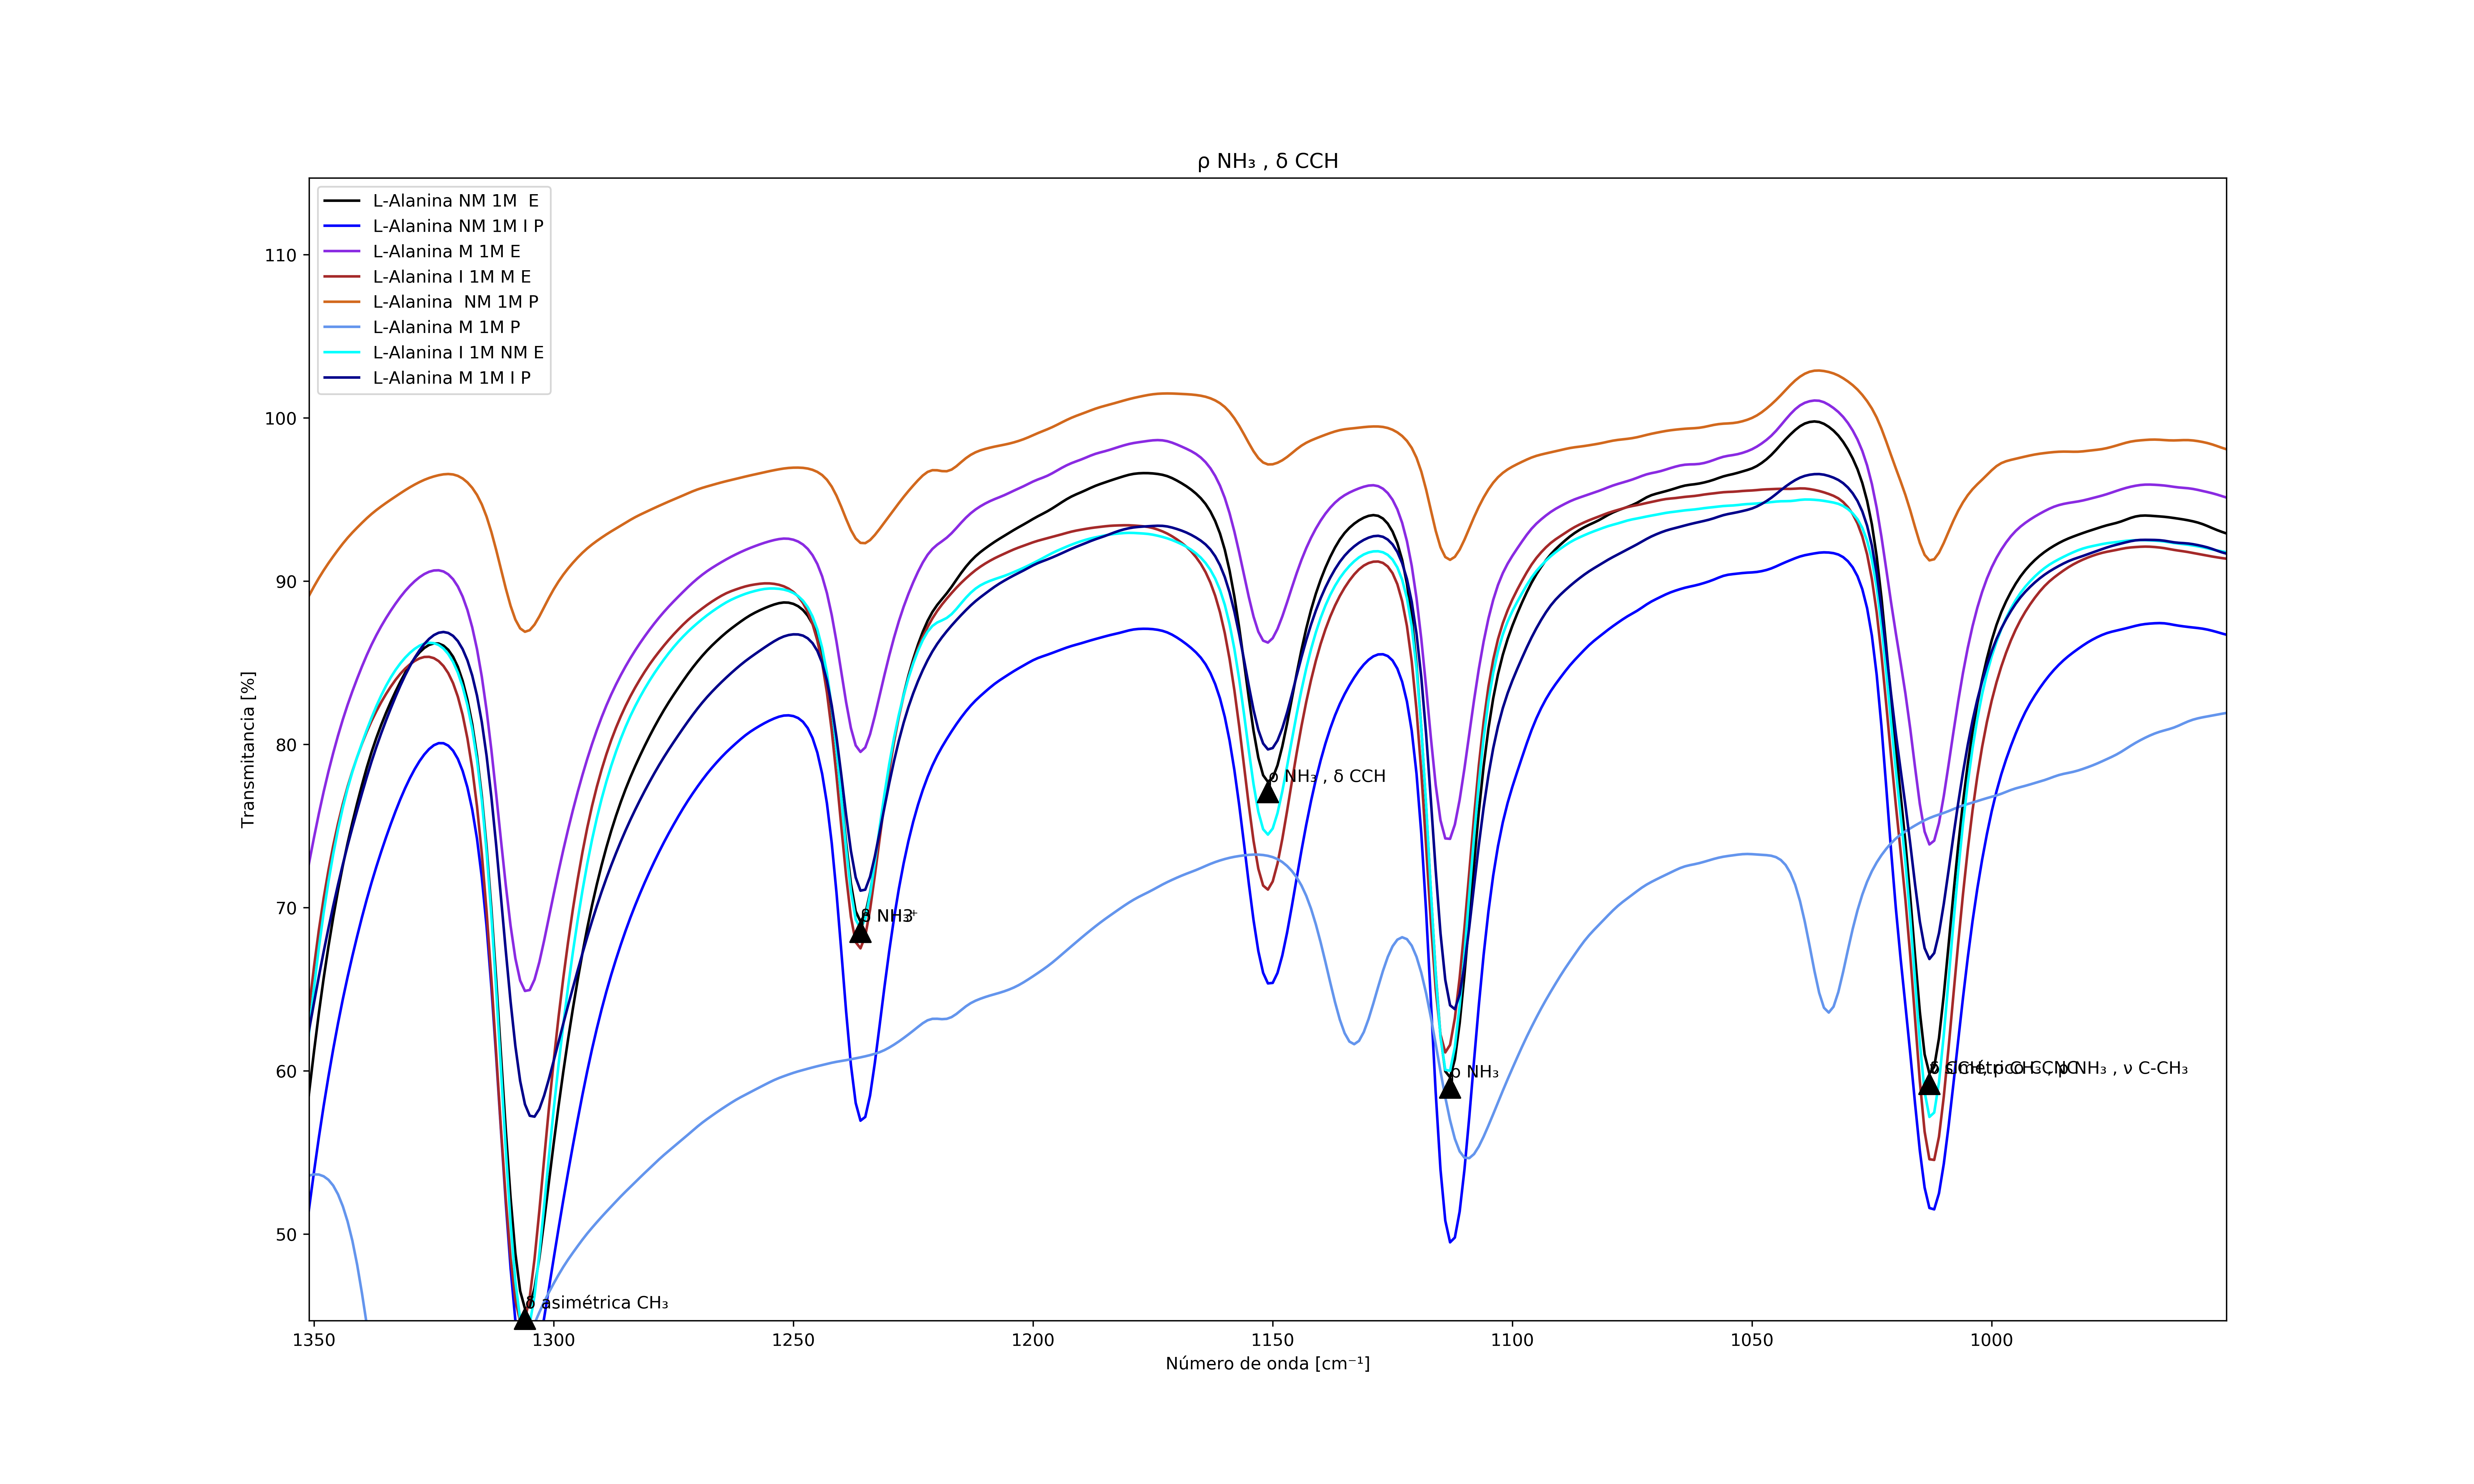 ρ NH₃ , δ CCH
L-Alanina NM 1M  E
L-Alanina NM 1M I P
L-Alanina M 1M E
L-Alanina I 1M M E
L-Alanina  NM 1M P
L-Alanina M 1M P
L-Alanina I 1M NM E
L-Alanina M 1M I P
110
100
90
80
70
60
50
Transmitancia [%]
ρ NH₃ , δ CCH
ρ NH₃
δ asimétrica CH₃
1350
1300
1250
1200
1150
1100
1050
1000
Número de onda [cm⁻¹]